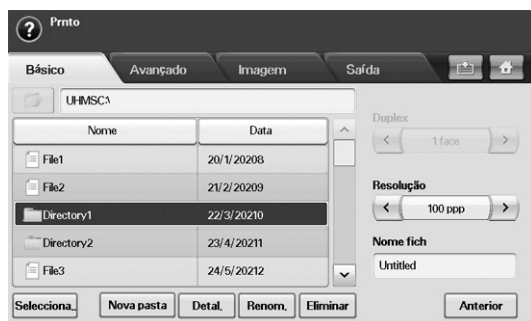 Prnto
Básico Avançado Imagem Saída
UHMSC:\
Nome Data
File1 20/1/20208
File2 21/2/20209
Directory1 22/3/20210
Directory2 23/4/20211
File3 24/5/20212
Duplex
1 face
Resolução
100 ppp
Nome fich
Untitled
Selecciona.. Nova pasta Detal. Renom. Eliminar Anterior